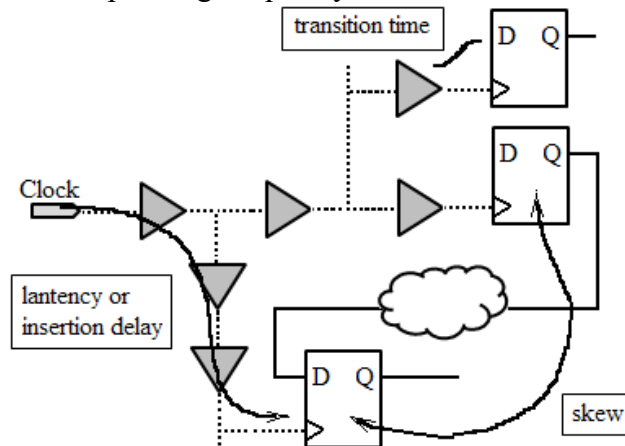 transition time
D Q
D Q
Clock
lantency or
insertion delay
D Q
skew